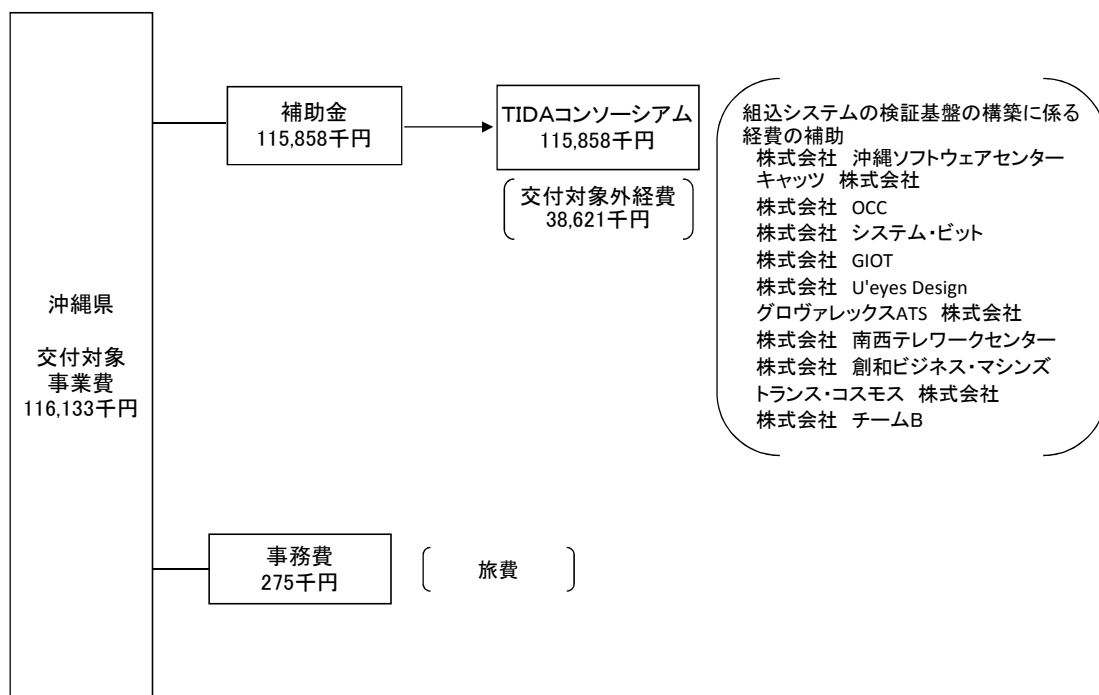 沖縄県
交付対象
事業費
116,133千円
補助金
115,858千円
TIDAコンソーシアム
115,858千円
交付対象外経費
38,621千円
組込システムの検証基盤の構築に係る
経費の補助
株式会社 沖縄ソフトウェアセンター
キャッツ 株式会社
株式会社 OCC
株式会社 システム・ビット
株式会社 GIOT
株式会社 U'eyes Design
グロヴァレックスATS 株式会社
株式会社 南西テレワークセンター
株式会社 創和ビジネス・マシンズ
トランス・コスモス 株式会社
株式会社 チームB
事務費
275千円
旅費